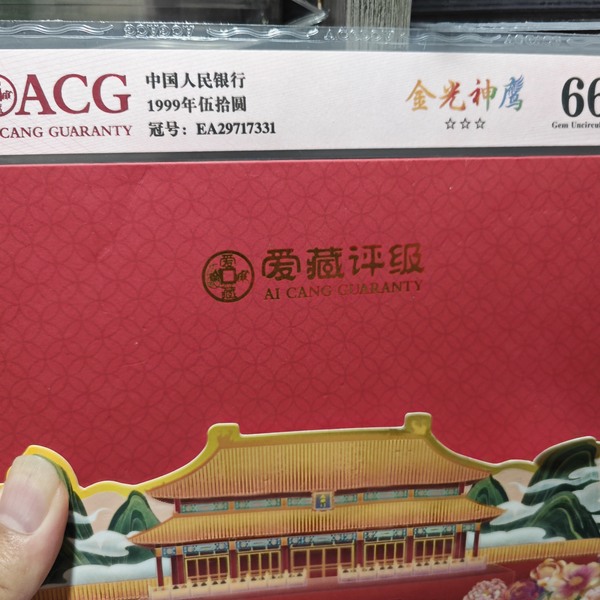 ACG
CANG GUARANTY
中国人民银行
1999年伍拾圆
冠号：EA29717331
金光神鹰
☆☆☆
66
Gem Uncircul
爱藏评级
AI CANG GUARANTY